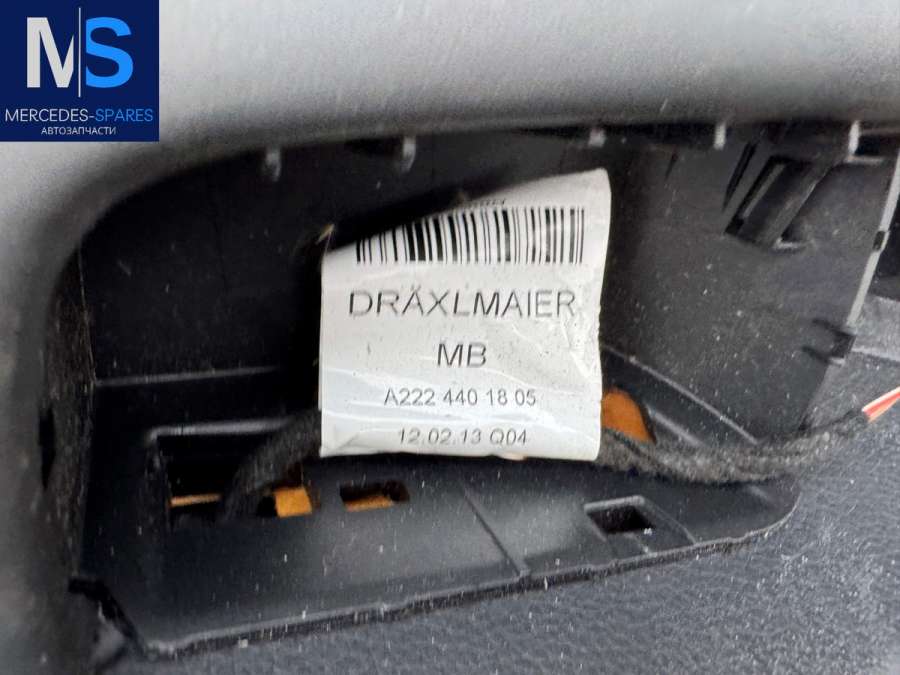 MS
MERCEDES-SPARES
АВТОЗАПЧАСТИ
DRÄXLMAIER
MB
A222 440 18 05
12.02.13 Q04